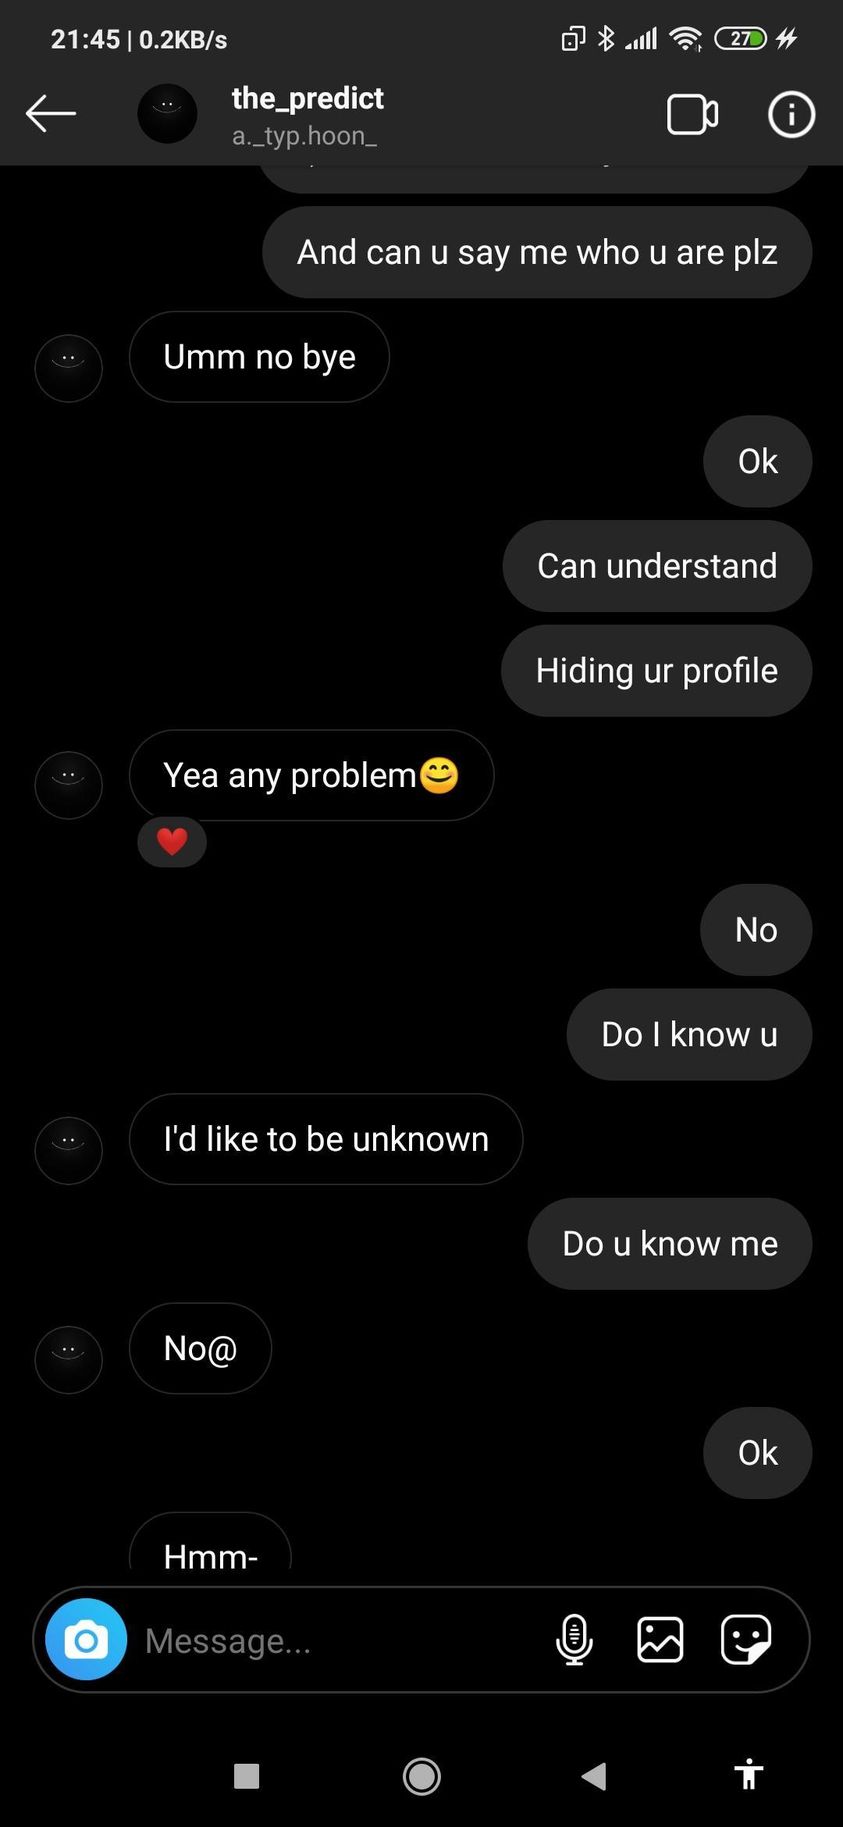 21:45 | 0.2KB/s
27
the_predict
a._typ.hoon_
And can u say me who u are plz
Umm no bye
Ok
Can understand
Hiding ur profile
Yea any problem😊
❤️
No
Do I know u
I'd like to be unknown
Do u know me
No@
Ok
Hmm-
Message...